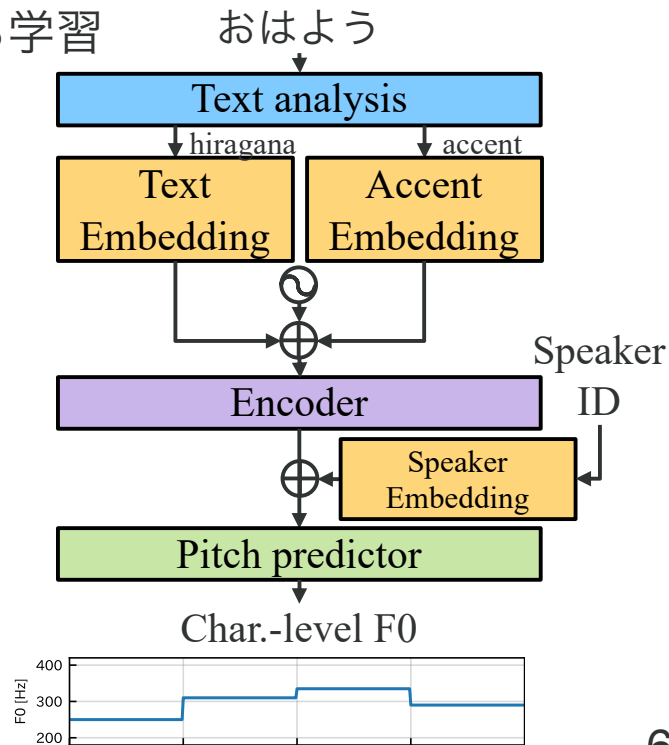 学習
おはよう
Text analysis
hiragana
accent
Text
Embedding
Accent
Embedding
Speaker
ID
Encoder
Speaker
Embedding
Pitch predictor
Char.-level F0
F0 [Hz]
400
300
200